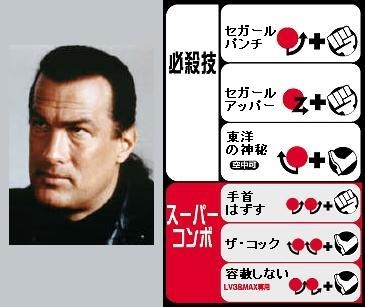 必殺技
セガール
パンチ
セガール
アッパー
東洋
の神秘
空中可
スーパー
コンボ
手首
はずす
ザ・コック
容赦しない
LV3&MAX専用